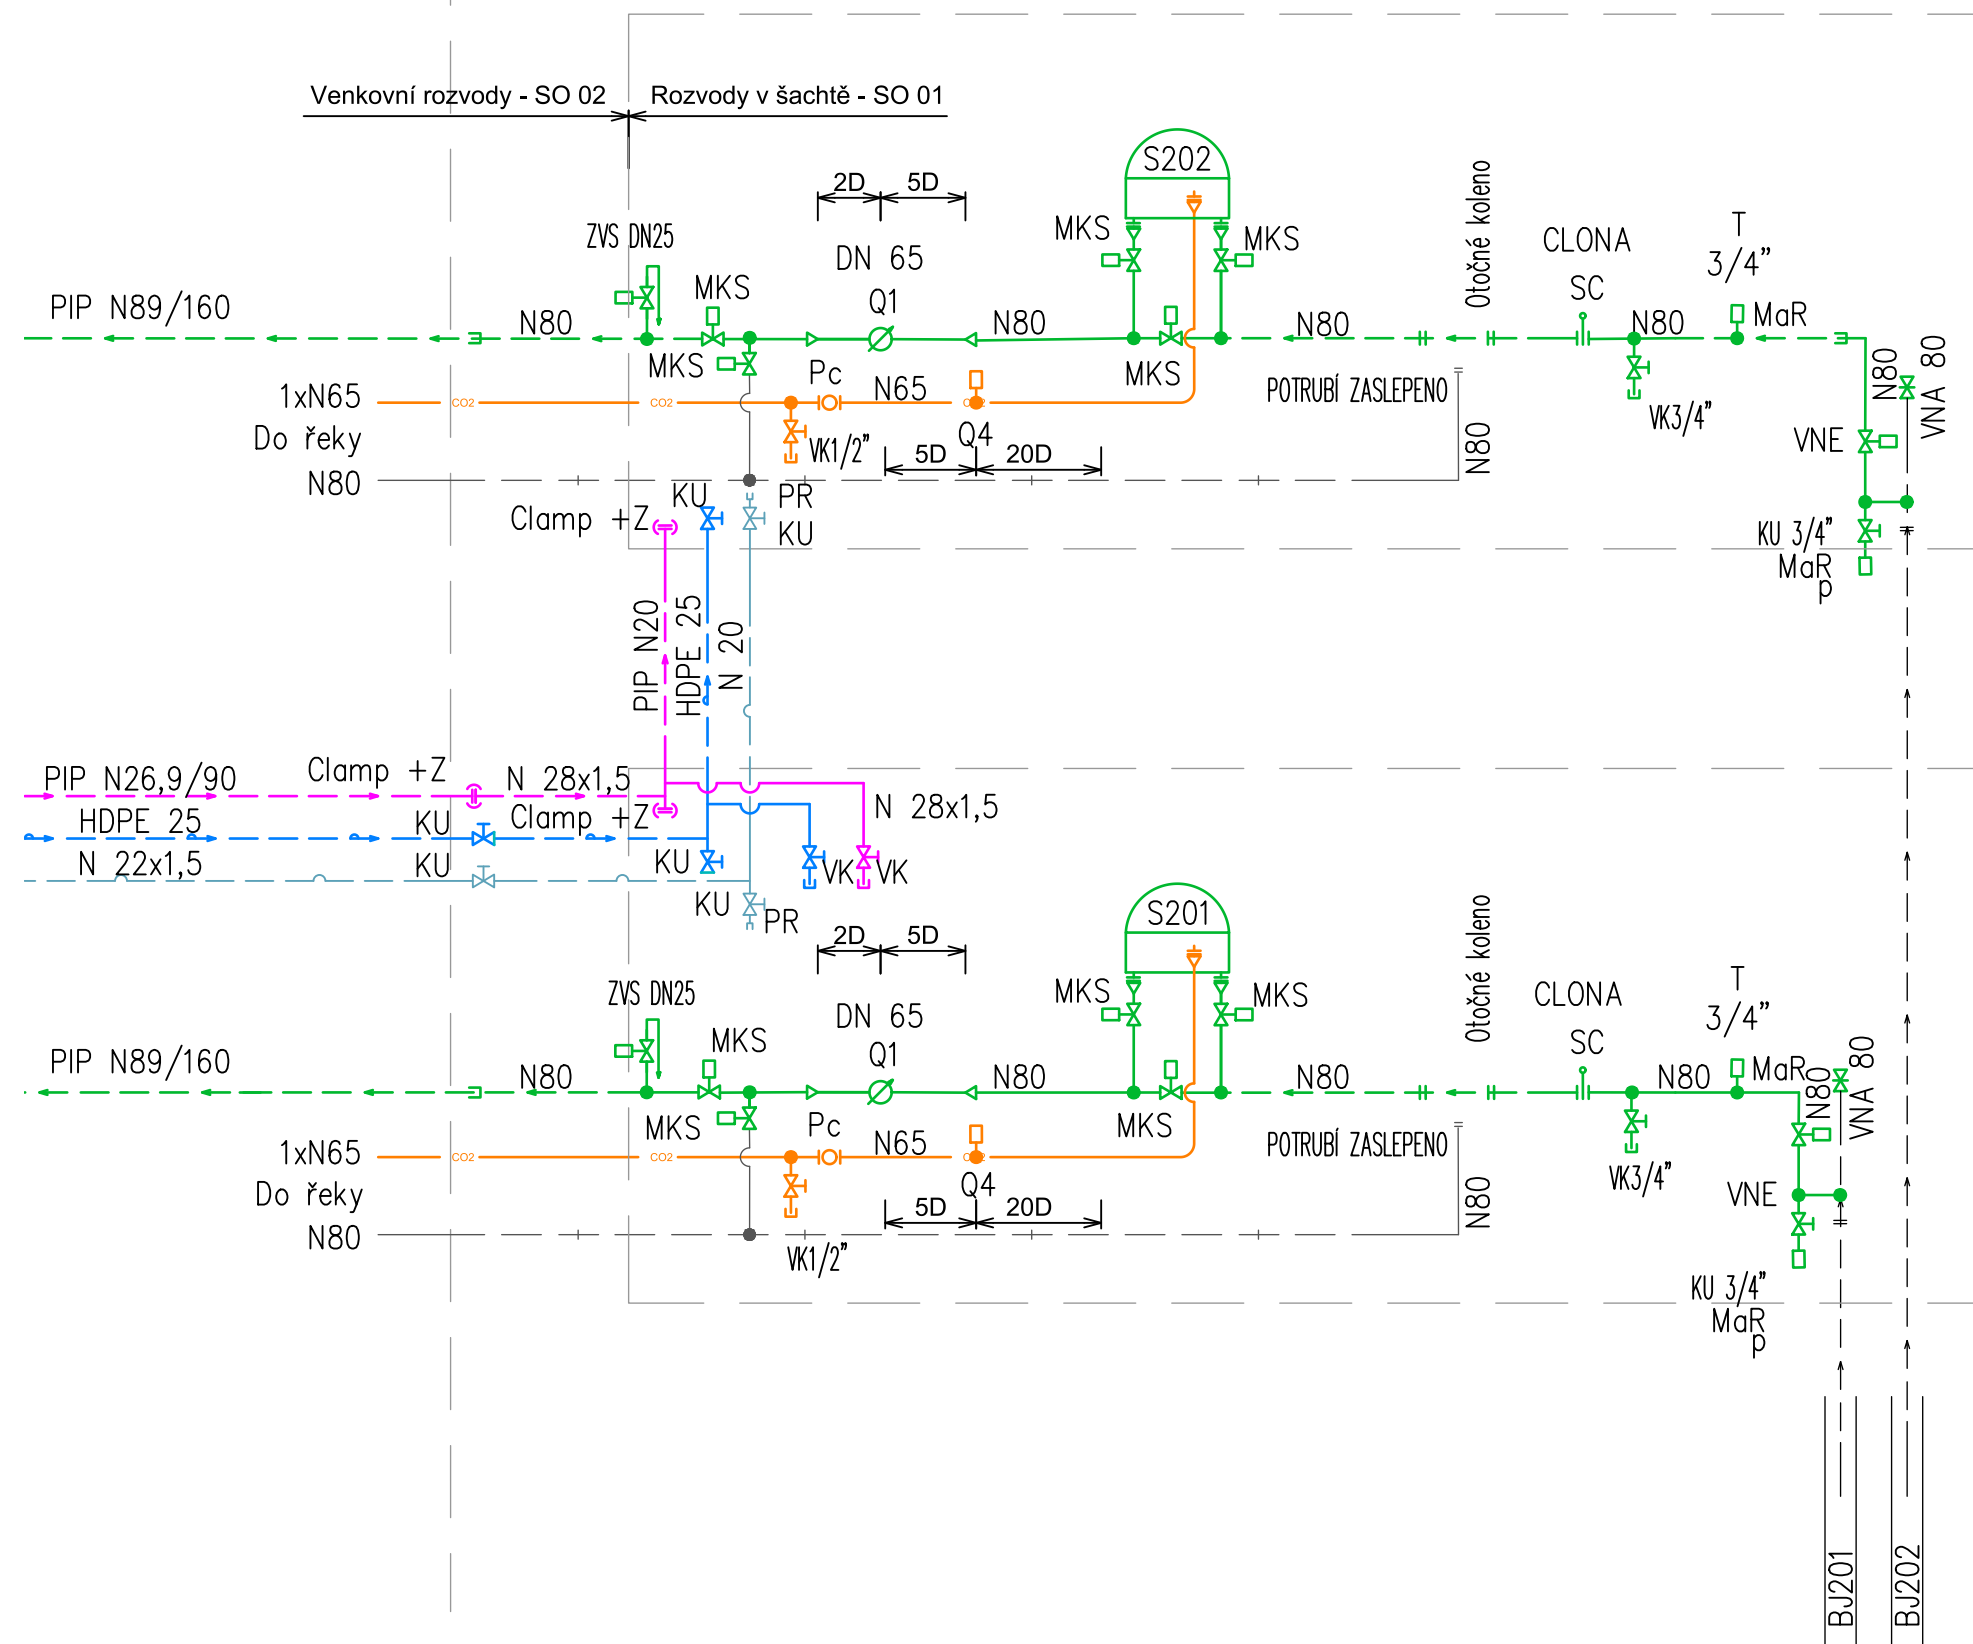 Venkovní rozvody - SO 02
Rozvody v šachtě - SO 01
S202
2D
5D
ZVS DN25
MKS
DN 65
Q1
MKS
MKS
Otočné koleno
CLONA
SC
T
3/4"
MaR
PIP N89/160
N80
N80
N80
N80
MKS
Pc
MKS
N80
VNA 80
1xN65
CO2
CO2
N65
CO2
POTRUBÍ ZASLEPENO
VK3/4"
Do řeky
VK1/2"
Q4
5D
20D
N80
VNE
N80
KU
PR
Clamp +Z
KU
KU 3/4"
MaR
p
PIP N20
HDPE 25
N 20
PIP N26,9/90
Clamp +Z
N 28x1,5
HDPE 25
KU
Clamp +Z
N 28x1,5
N 22x1,5
KU
KU
VK
VK
KU
PR
S201
2D
5D
ZVS DN25
MKS
DN 65
Q1
MKS
MKS
Otočné koleno
CLONA
SC
T
3/4"
MaR
PIP N89/160
N80
N80
N80
N80
N80
VNA 80
MKS
Pc
MKS
1xN65
CO2
CO2
N65
CO2
POTRUBÍ ZASLEPENO
VK3/4"
Do řeky
Q4
5D
20D
N80
VNE
N80
VK1/2"
KU 3/4"
MaR
p
BJ201
BJ202